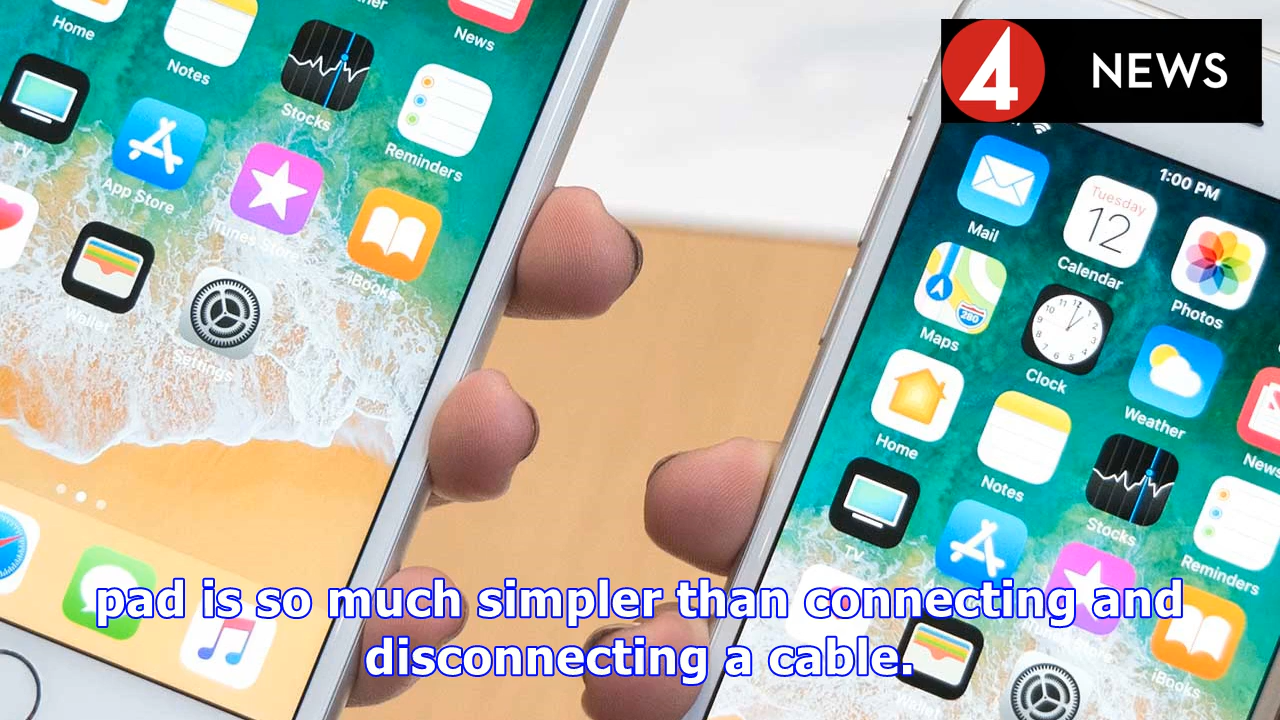 Home
Notes
Stocks
News
Reminders
TV
App Store
iTunes Store
iBooks
Wallet
Settings
4 NEWS
1:00 PM
Mail
Tuesday
12
Calendar
Photos
Maps
280
Clock
Weather
Home
Notes
Stocks
News
TV
Reminders
iBooks
Wallet
pad is so much simpler than connecting and
disconnecting a cable.